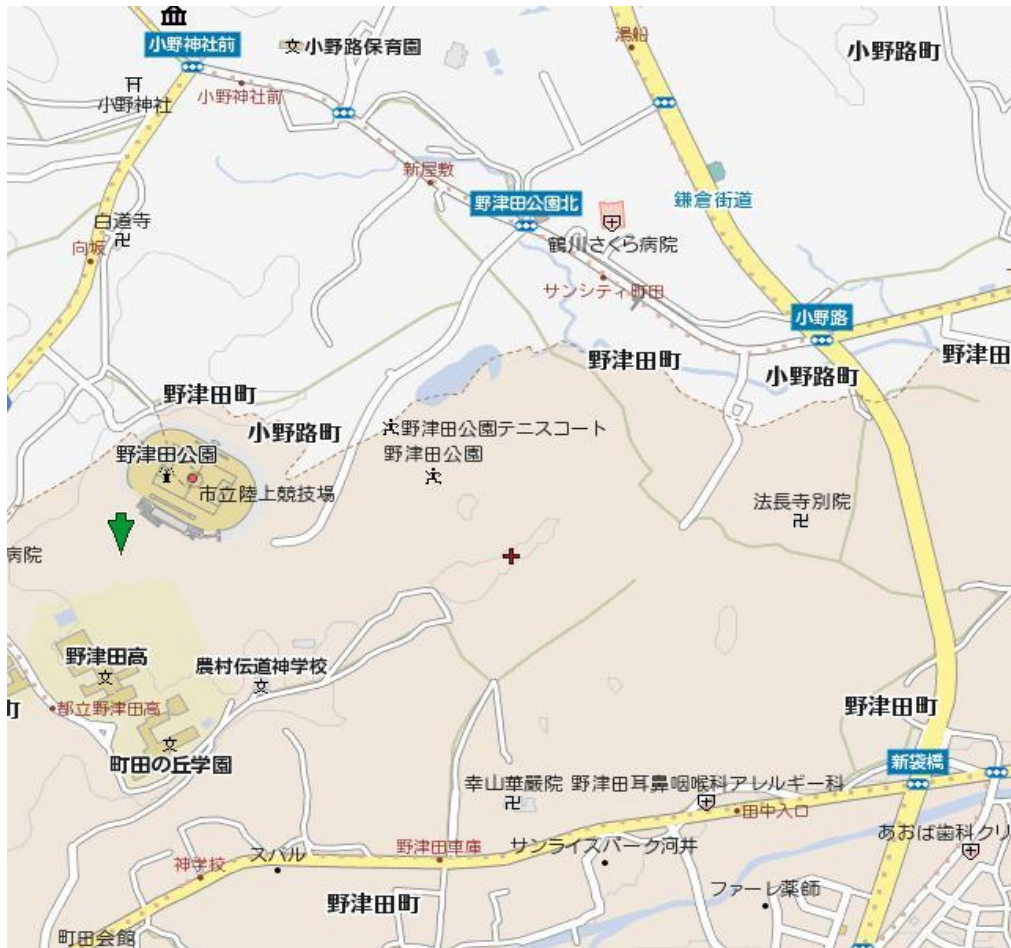 小野神社前
小野路保育園
湯船
小野路町
小野神社
小野神社前
新屋敷
野津田公園北
鎌倉街道
白道寺
鶴川さくら病院
向坂
サンシティ町田
小野路
野津田町
野津田
小野路町
野津田町
小野路町
野津田公園テニスコート
野津田公園
野津田公園
市立陸上競技場
法長寺別院
病院
野津田高
農村伝道神学校
町
都立野津田高
野津田町
町田の丘学園
新袋橋
幸山華厳院
野津田耳鼻咽喉科アレルギー科
田中入口
あおば歯科クリ
野津田車庫
サンライズパーク河井
スバル
神学校
ファーレ薬師
野津田町
町田会館